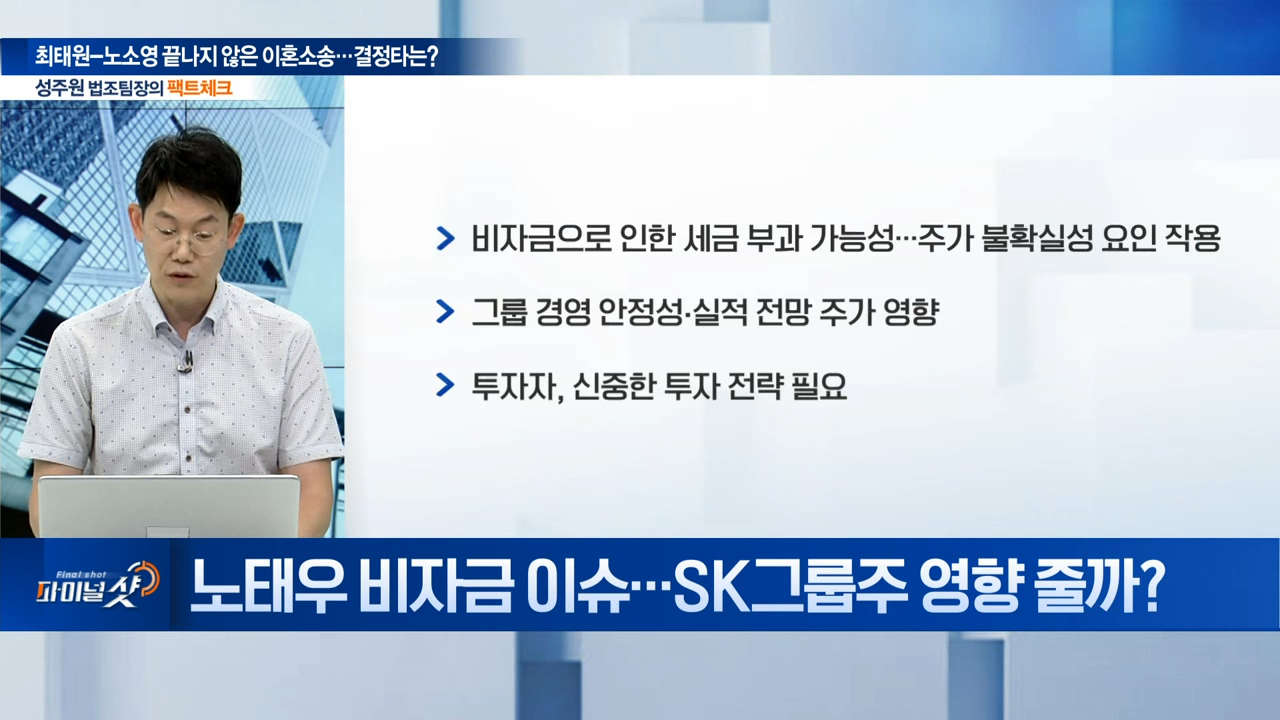 최태원-노소영 끝나지 않은 이혼소송…결정타는?
성주원 법조팀장의 팩트체크
비자금으로 인한 세금 부과 가능성…주가 불확실성 요인 작용
그룹 경영 안정성·실적 전망 주가 영향
투자자, 신중한 투자 전략 필요
Final shot
파이널샷
노태우 비자금 이슈…SK그룹주 영향 줄까?